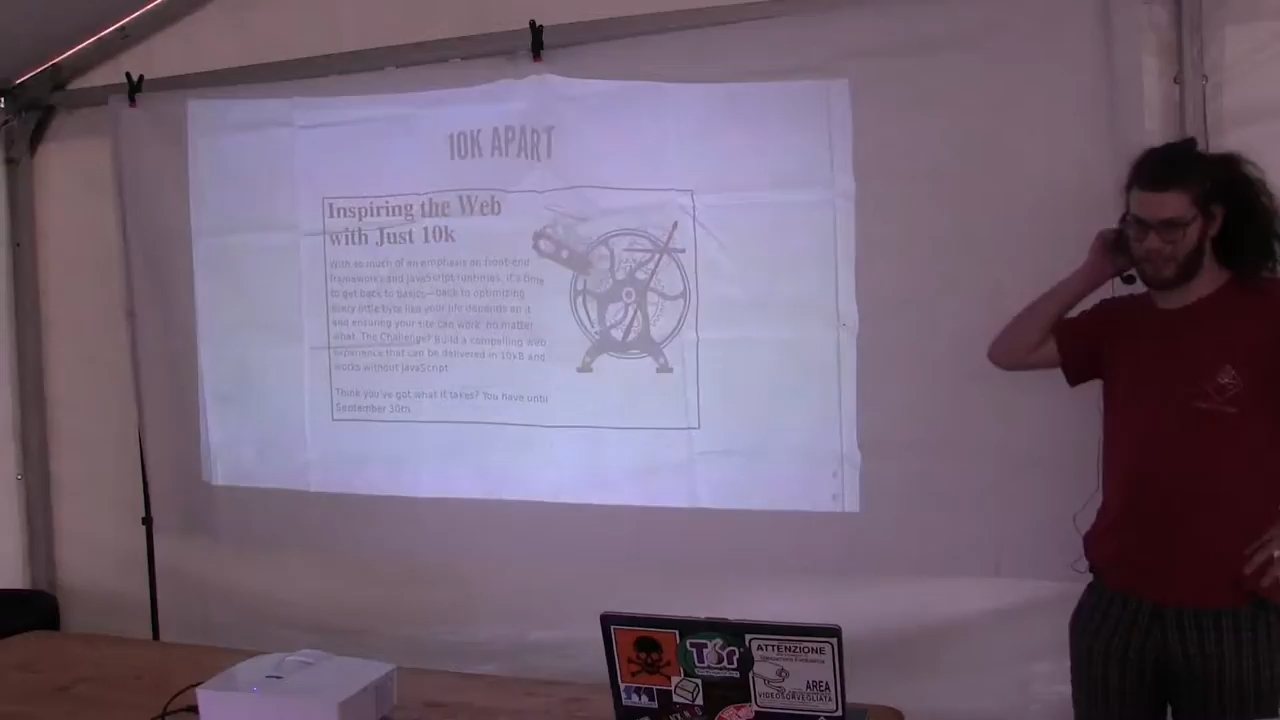 10K APART
Inspiring the Web
with Just 10k
With so much of an emphasis on front-end
frameworks and JavaScript runtimes, it's time
to get back to basics—back to optimizing
every little byte like your life depends on it
and ensuring your site can work, no matter
what. The Challenge? Build a compelling web
experience that can be delivered in 10kB and
works without JavaScript.
Think you've got what it takes? You have until
September 30th.
Tor
ATTENZIONE
AREA
VIDEOSORVEGLIATA